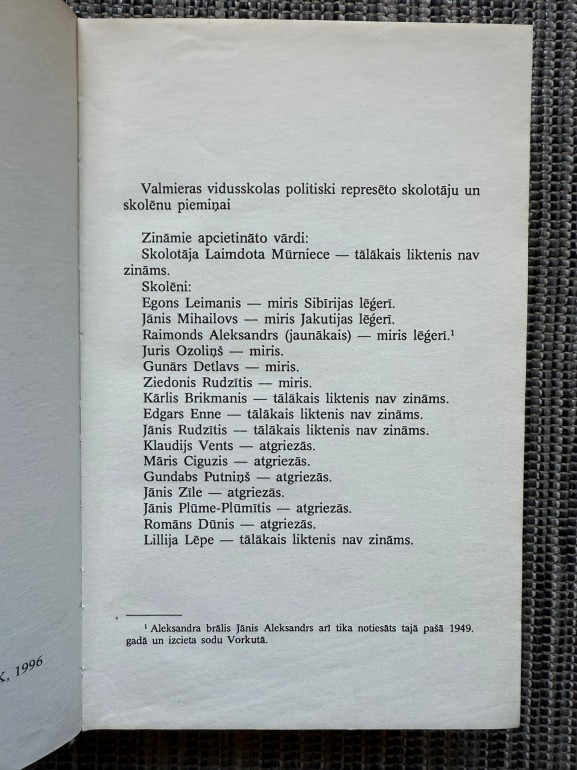 Valmieras vidusskolas politiski represēto skolotāju un
skolēnu piemiņai
Zināmie apcietināto vārdi:
Skolotāja Laimdota Mūrniece — tālākais liktenis nav
zināms.
Skolēni:
Egons Leimanis — miris Sibīrijas lēģerī.
Jānis Mihailovs — miris Jakutijas lēģerī.
Raimonds Aleksandrs (jaunākais) — miris lēģerī.¹
Juris Ozoliņš — miris.
Gunārs Detlavs — miris.
Ziedonis Rudzītis — miris.
Kārlis Brikmanis — tālākais liktenis nav zināms.
Edgars Enne — tālākais liktenis nav zināms.
Jānis Rudzītis — tālākais liktenis nav zināms.
Klaudijs Vents — atgriezās.
Māris Ciguzis — atgriezās.
Gundabs Putniņš — atgriezās.
Jānis Zīle — atgriezās.
Jānis Plūme-Plūmītis — atgriezās.
Romāns Dūnis — atgriezās.
Lillija Lēpe — tālākais liktenis nav zināms.
¹ Aleksandra brālis Jānis Aleksandrs arī tika notiesāts tajā pašā 1949.
gadā un izcieta sodu Vorkutā.
, 1996